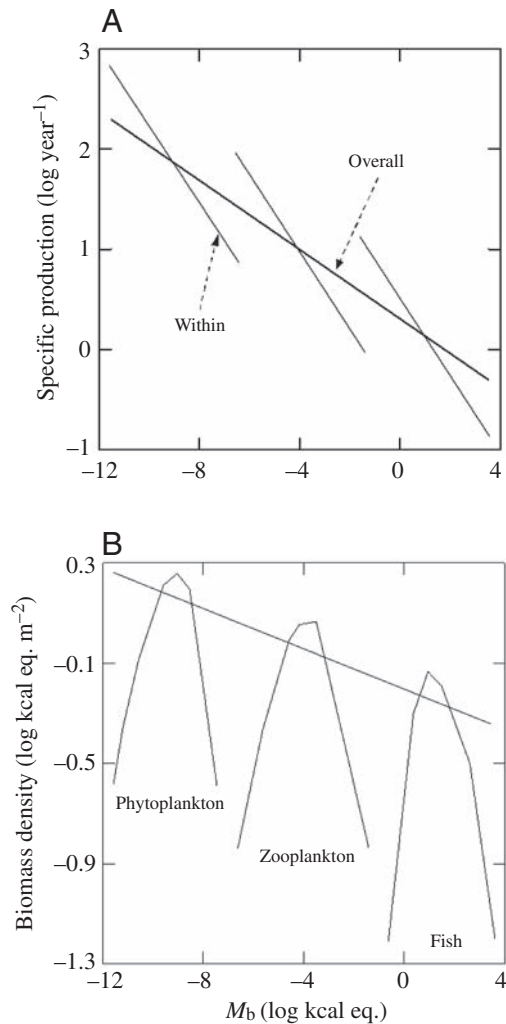 A
Specific production (log year⁻¹)
3
2
1
0
−1
Overall
Within
−12
−8
−4
0
4
B
Biomass density (log kcal eq. m⁻²)
0.3
−0.1
−0.5
−0.9
−1.3
Phytoplankton
Zooplankton
Fish
−12
−8
−4
0
4
M_b (log kcal eq.)